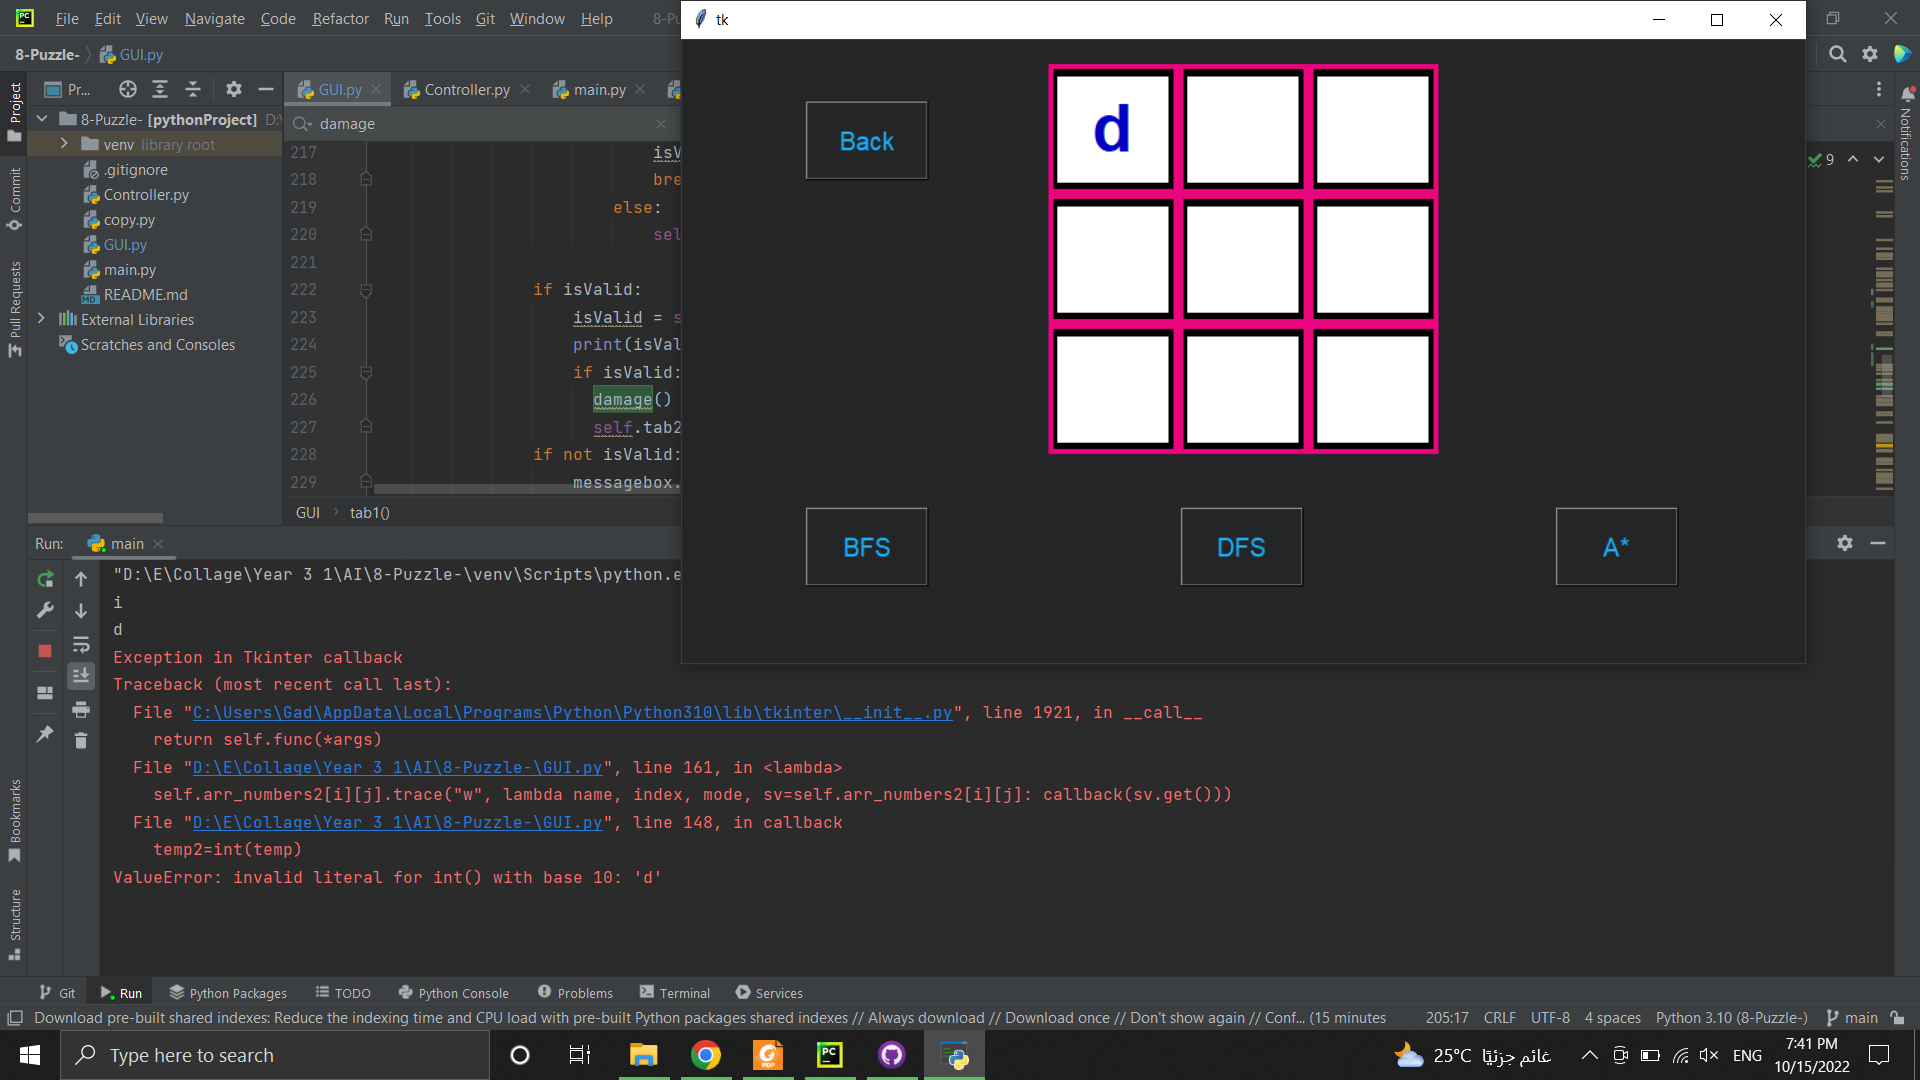 File Edit View Navigate Code Refactor Run Tools Git Window Help 8-P
tk
8-Puzzle- GUI.py
Pr...
GUI.py Controller.py main.py
8-Puzzle- [pythonProject] D:\
damage
venv library root
.gitignore
Controller.py
copy.py
GUI.py
main.py
README.md
External Libraries
Scratches and Consoles
Project
Commit
Pull Requests
Bookmarks
Structure
Notifications
9
217 isV
218 bre
219 else:
220 sel
221
222 if isValid:
223 isValid = s
224 print(isVal
225 if isValid:
226 damage()
227 self.tab2
228 if not isValid:
229 messagebox.
GUI tab1()
Back
d
BFS DFS A*
Run: main
"D:\E\Collage\Year 3 1\AI\8-Puzzle-\venv\Scripts\python.e
i
d
Exception in Tkinter callback
Traceback (most recent call last):
File "C:\Users\Gad\AppData\Local\Programs\Python\Python310\lib\tkinter\__init__.py", line 1921, in __call__
return self.func(*args)
File "D:\E\Collage\Year 3 1\AI\8-Puzzle-\GUI.py", line 161, in <lambda>
self.arr_numbers2[i][j].trace("w", lambda name, index, mode, sv=self.arr_numbers2[i][j]: callback(sv.get()))
File "D:\E\Collage\Year 3 1\AI\8-Puzzle-\GUI.py", line 148, in callback
temp2=int(temp)
ValueError: invalid literal for int() with base 10: 'd'
Git Run Python Packages TODO Python Console Problems Terminal Services
Download pre-built shared indexes: Reduce the indexing time and CPU load with pre-built Python packages shared indexes // Always download // Download once // Don't show again // Conf... (15 minutes 205:17 CRLF UTF-8 4 spaces Python 3.10 (8-Puzzle-) main
Type here to search
25°C غائم جزئيًا
ENG
7:41 PM
10/15/2022